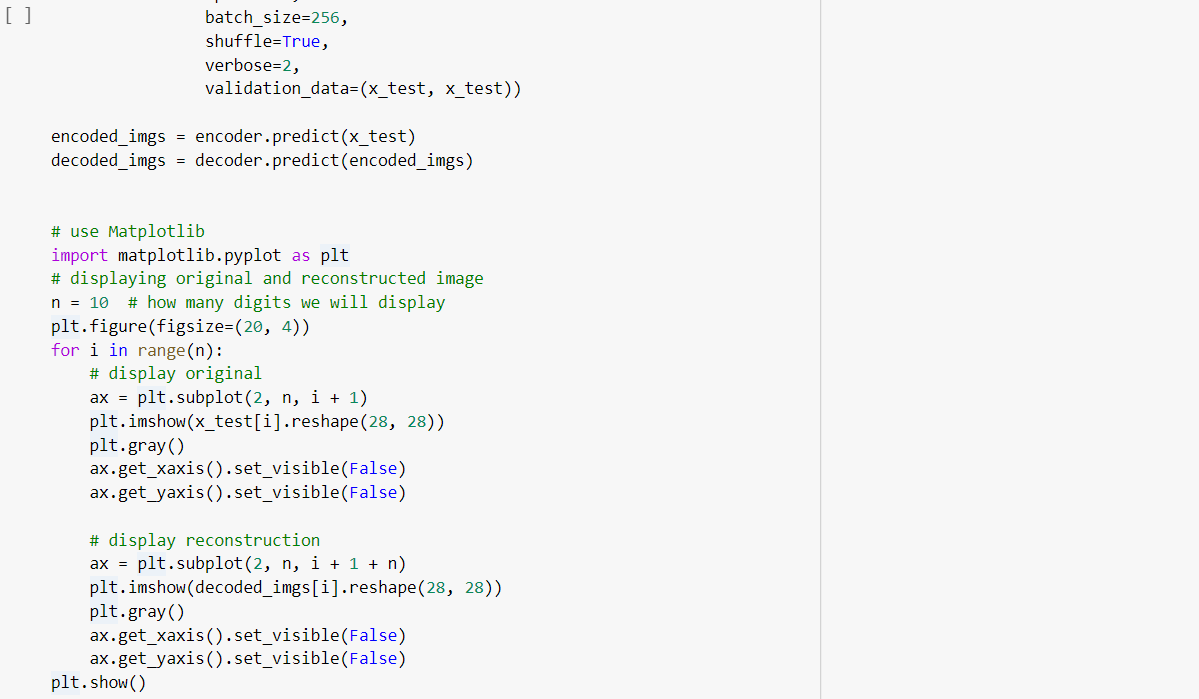 [ ]
batch_size=256,
shuffle=True,
verbose=2,
validation_data=(x_test, x_test))
encoded_imgs = encoder.predict(x_test)
decoded_imgs = decoder.predict(encoded_imgs)
# use Matplotlib
import matplotlib.pyplot as plt
# displaying original and reconstructed image
n = 10  # how many digits we will display
plt.figure(figsize=(20, 4))
for i in range(n):
    # display original
    ax = plt.subplot(2, n, i + 1)
    plt.imshow(x_test[i].reshape(28, 28))
    plt.gray()
    ax.get_xaxis().set_visible(False)
    ax.get_yaxis().set_visible(False)
    # display reconstruction
    ax = plt.subplot(2, n, i + 1 + n)
    plt.imshow(decoded_imgs[i].reshape(28, 28))
    plt.gray()
    ax.get_xaxis().set_visible(False)
    ax.get_yaxis().set_visible(False)
plt.show()